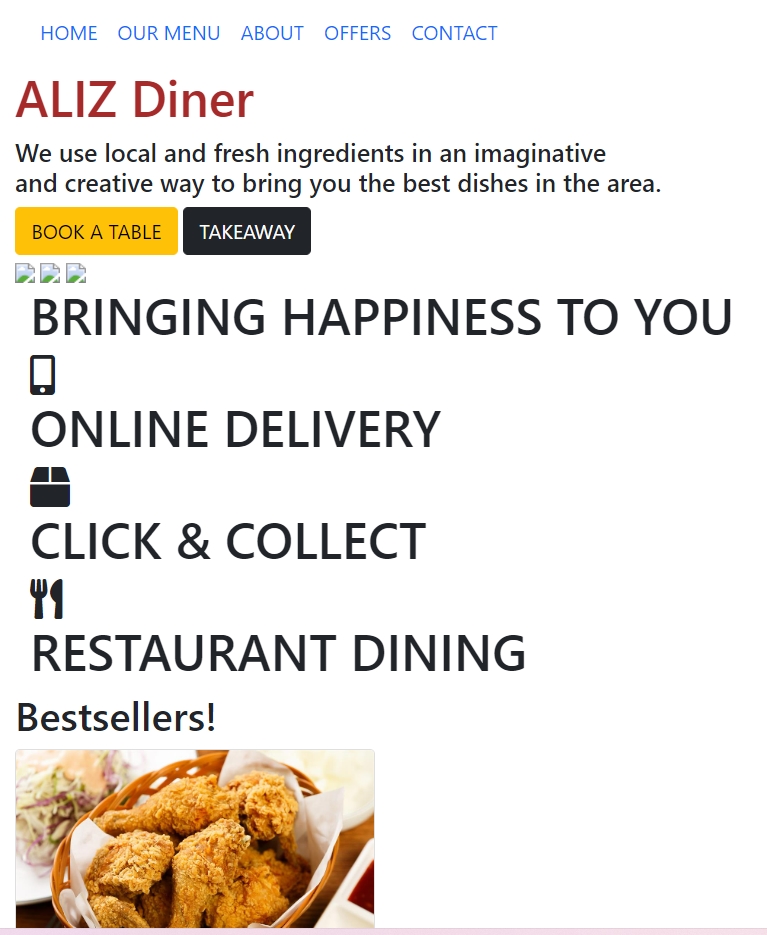 HOME OUR MENU ABOUT OFFERS CONTACT
ALIZ Diner
We use local and fresh ingredients in an imaginative
and creative way to bring you the best dishes in the area.
BOOK A TABLE TAKEAWAY
BRINGING HAPPINESS TO YOU
ONLINE DELIVERY
CLICK & COLLECT
RESTAURANT DINING
Bestsellers!